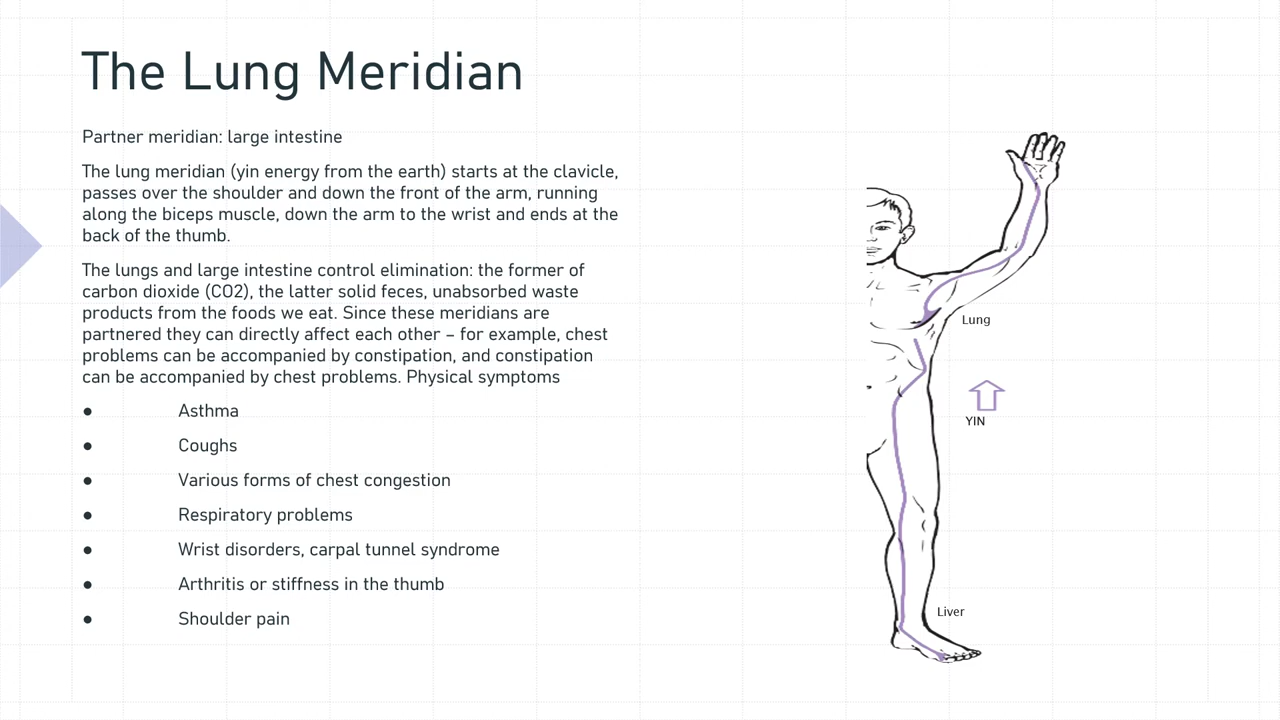 The Lung Meridian
Partner meridian: large intestine
The lung meridian (yin energy from the earth) starts at the clavicle,
passes over the shoulder and down the front of the arm, running
along the biceps muscle, down the arm to the wrist and ends at the
back of the thumb.
The lungs and large intestine control elimination: the former of
carbon dioxide (CO2), the latter solid feces, unabsorbed waste
products from the foods we eat. Since these meridians are
partnered they can directly affect each other – for example, chest
problems can be accompanied by constipation, and constipation
can be accompanied by chest problems. Physical symptoms
● Asthma
● Coughs
● Various forms of chest congestion
● Respiratory problems
● Wrist disorders, carpal tunnel syndrome
● Arthritis or stiffness in the thumb
● Shoulder pain
Lung
YIN
Liver